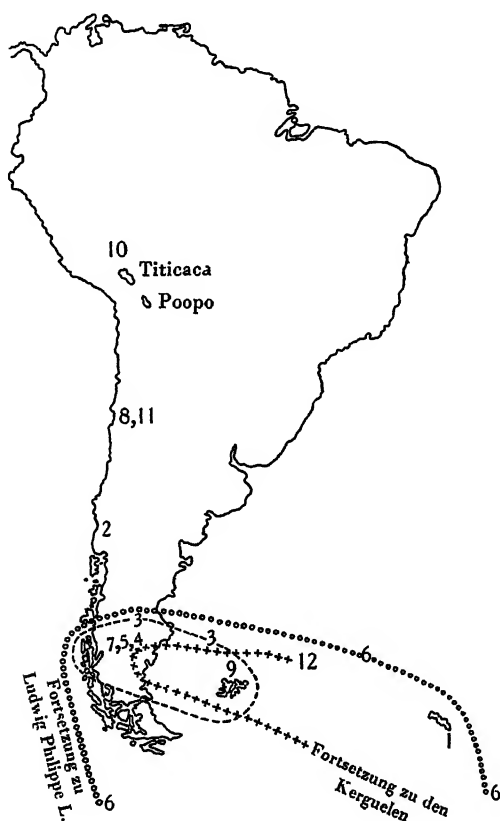 10
Titicaca
Poopo
8,11
2
3
3
7,5,4
6
12
9
1
Fortsetzung zu
Ludwig Philippe L.
Fortsetzung zu den
Kerguelen
6
6